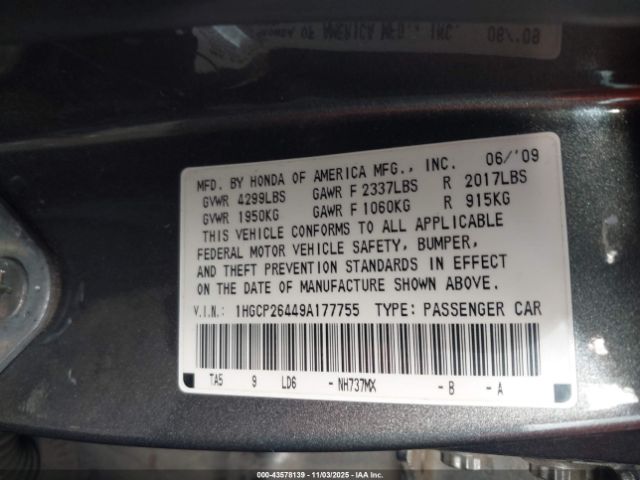 MFD. BY HONDA OF AMERICA MFG., INC. 06/'09
GVWR 4299LBS GAWR F 2337LBS R 2017LBS
GVWR 1950KG GAWR F 1060KG R 915KG
THIS VEHICLE CONFORMS TO ALL APPLICABLE
FEDERAL MOTOR VEHICLE SAFETY, BUMPER,
AND THEFT PREVENTION STANDARDS IN EFFECT
ON THE DATE OF MANUFACTURE SHOWN ABOVE.
V.I.N.: 1HGCP26449A177755 TYPE: PASSENGER CAR
TA5 9 LD6 - NH737MX - B - A
00-43578139 - 11/03/2025 - IAA Inc.